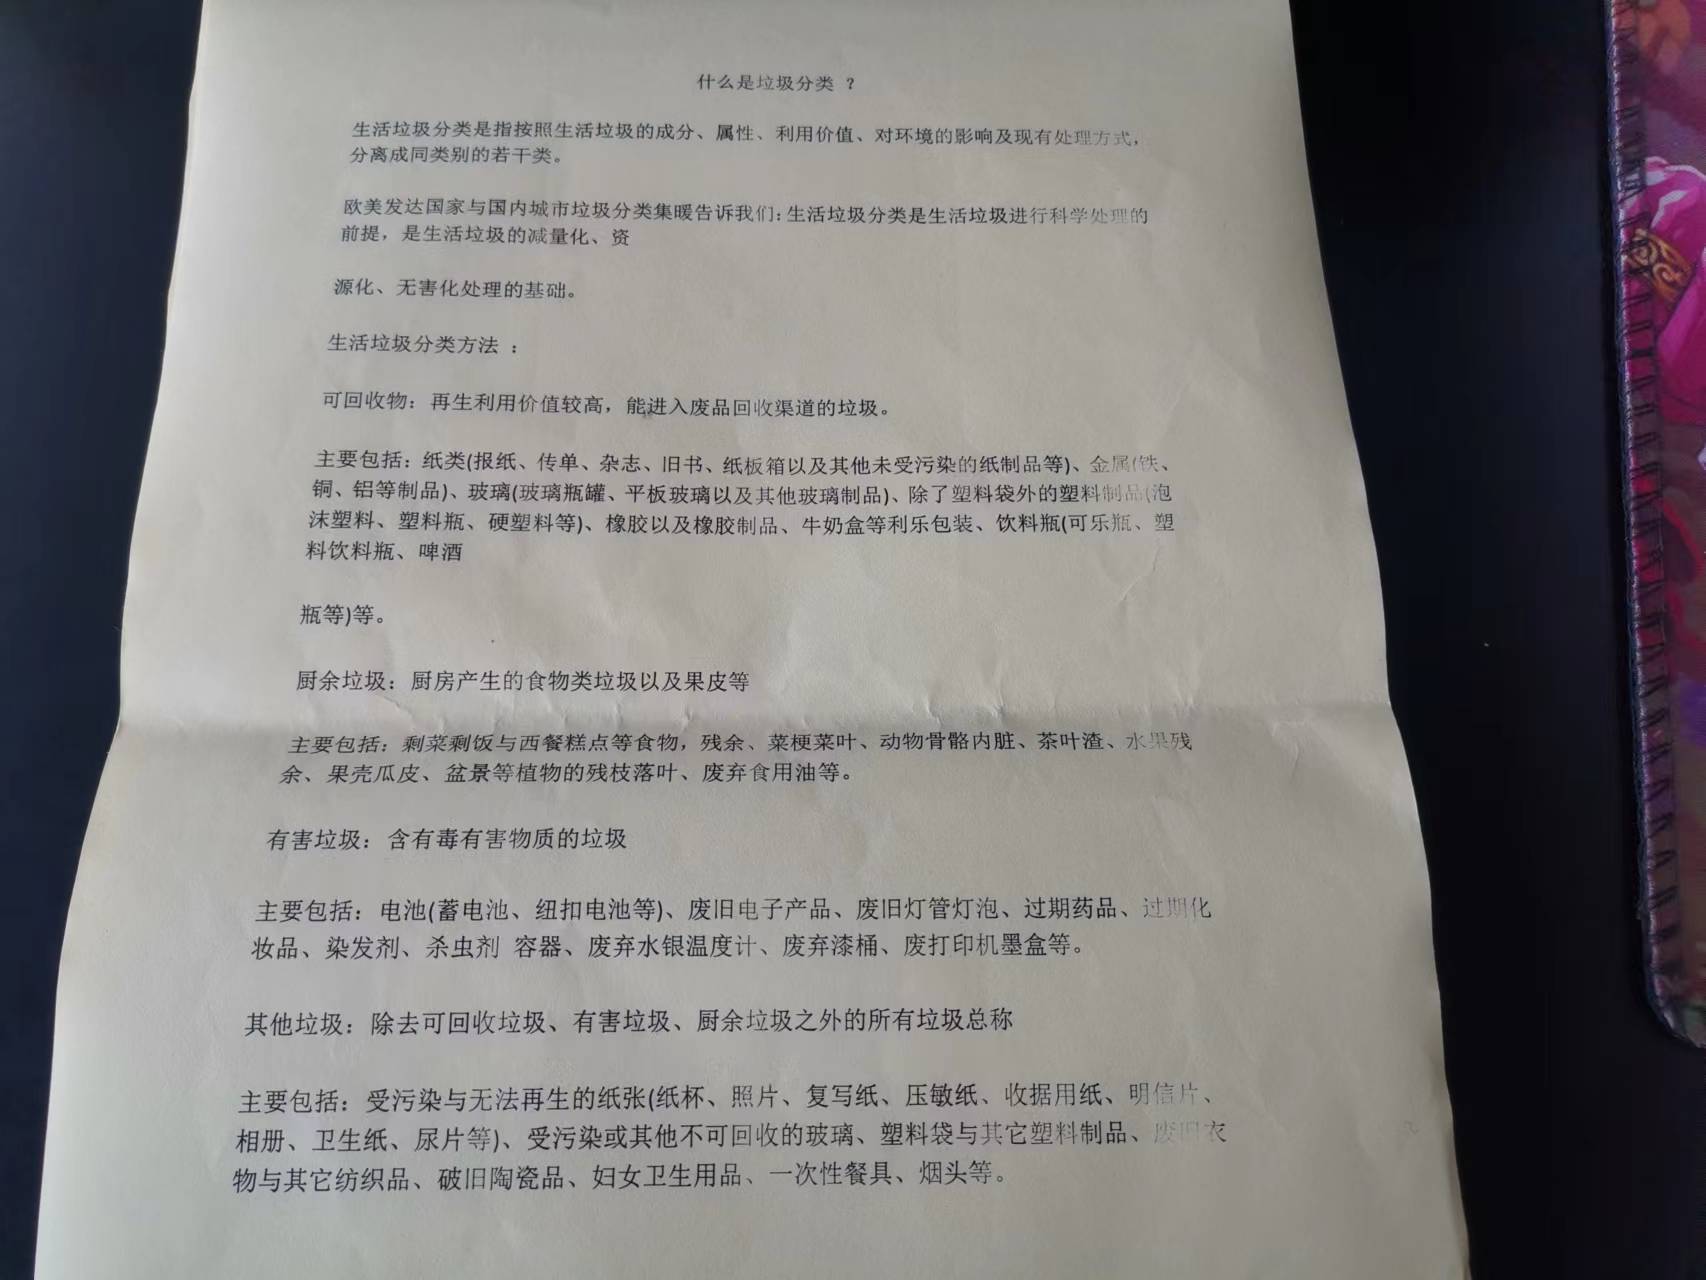 什么是垃圾分类 ？
生活垃圾分类是指按照生活垃圾的成分、属性、利用价值、对环境的影响及现有处理方式，
分离成同类别的若干类。
欧美发达国家与国内城市垃圾分类集暖告诉我们：生活垃圾分类是生活垃圾进行科学处理的
前提，是生活垃圾的减量化、资
源化、无害化处理的基础。
生活垃圾分类方法 ：
可回收物：再生利用价值较高，能进入废品回收渠道的垃圾。
主要包括：纸类(报纸、传单、杂志、旧书、纸板箱以及其他未受污染的纸制品等)、金属(铁、
铜、铝等制品)、玻璃(玻璃瓶罐、平板玻璃以及其他玻璃制品)、除了塑料袋外的塑料制品(泡
沫塑料、塑料瓶、硬塑料等)、橡胶以及橡胶制品、牛奶盒等利乐包装、饮料瓶(可乐瓶、塑
料饮料瓶、啤酒
瓶等)等。
厨余垃圾：厨房产生的食物类垃圾以及果皮等
主要包括：剩菜剩饭与西餐糕点等食物，残余、菜梗菜叶、动物骨骼内脏、茶叶渣、水果残
余、果壳瓜皮、盆景等植物的残枝落叶、废弃食用油等。
有害垃圾：含有毒有害物质的垃圾
主要包括：电池(蓄电池、纽扣电池等)、废旧电子产品、废旧灯管灯泡、过期药品、过期化
妆品、染发剂、杀虫剂 容器、废弃水银温度计、废弃漆桶、废打印机墨盒等。
其他垃圾：除去可回收垃圾、有害垃圾、厨余垃圾之外的所有垃圾总称
主要包括：受污染与无法再生的纸张(纸杯、照片、复写纸、压敏纸、收据用纸、明信片、
相册、卫生纸、尿片等)、受污染或其他不可回收的玻璃、塑料袋与其它塑料制品、废旧衣
物与其它纺织品、破旧陶瓷品、妇女卫生用品、一次性餐具、烟头等。